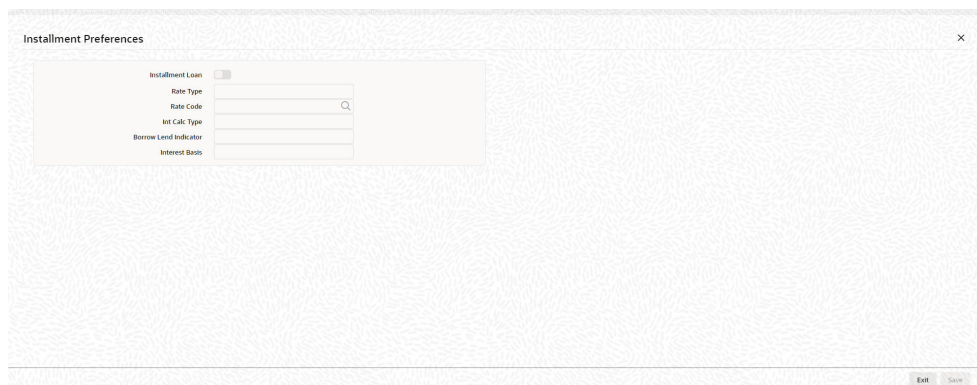 Installment Preferences
Installment Loan
Rate Type
Rate Code
Int Calc Type
Borrow Lend Indicator
Interest Basis
Exit Save